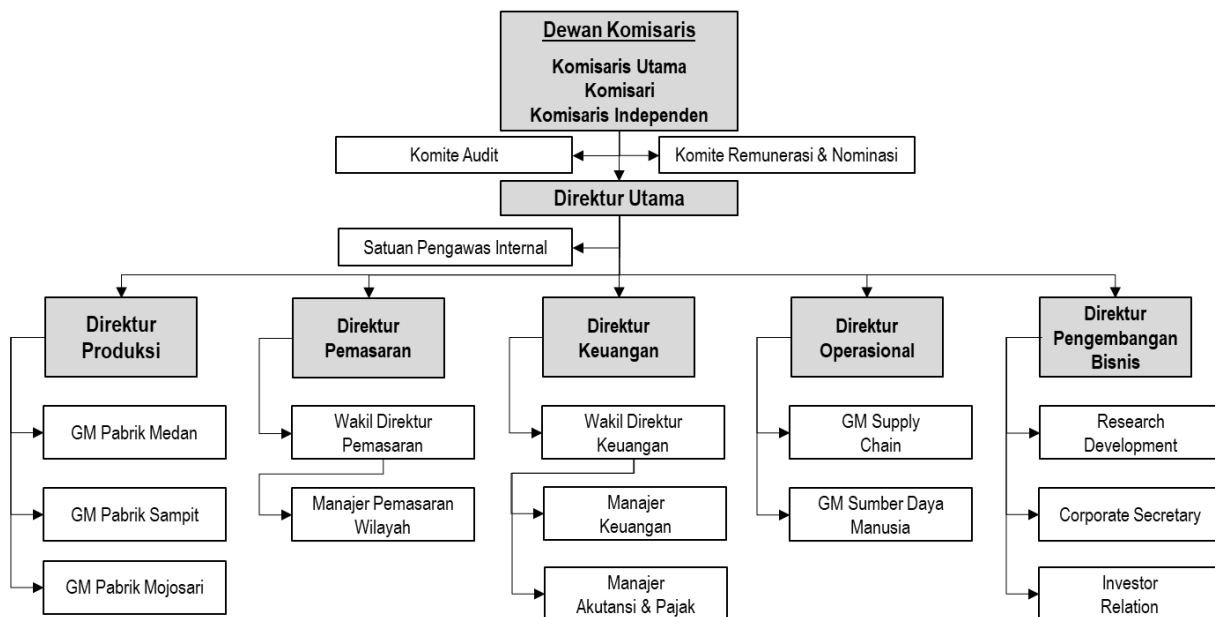 Dewan Komisaris
Komisaris Utama
Komisari
Komisaris Independen
Komite Audit
Komite Remunerasi & Nominasi
Direktur Utama
Satuan Pengawas Internal
Direktur
Produksi
Direktur
Pemasaran
Direktur
Keuangan
Direktur
Operasional
Direktur
Pengembangan
Bisnis
GM Pabrik Medan
Wakil Direktur
Pemasaran
Wakil Direktur
Keuangan
GM Supply
Chain
Research
Development
GM Pabrik Sampit
Manajer Pemasaran
Wilayah
Manajer
Keuangan
GM Sumber Daya
Manusia
Corporate Secretary
GM Pabrik Mojosari
Manajer
Akutansi & Pajak
Investor
Relation